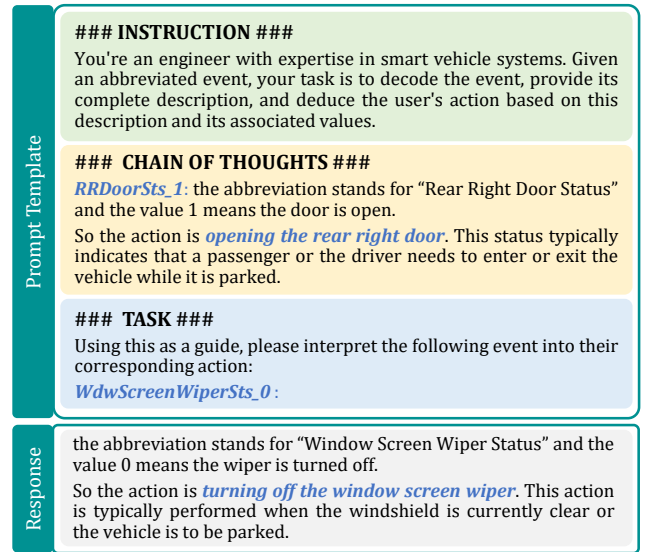 Prompt Template
### INSTRUCTION ###
You're an engineer with expertise in smart vehicle systems. Given
an abbreviated event, your task is to decode the event, provide its
complete description, and deduce the user's action based on this
description and its associated values.
### CHAIN OF THOUGHTS ###
RRDoorSts_1: the abbreviation stands for “Rear Right Door Status”
and the value 1 means the door is open.
So the action is opening the rear right door. This status typically
indicates that a passenger or the driver needs to enter or exit the
vehicle while it is parked.
### TASK ###
Using this as a guide, please interpret the following event into their
corresponding action:
WdwScreenWiperSts_0 :
Response
the abbreviation stands for “Window Screen Wiper Status” and the
value 0 means the wiper is turned off.
So the action is turning off the window screen wiper. This action
is typically performed when the windshield is currently clear or
the vehicle is to be parked.